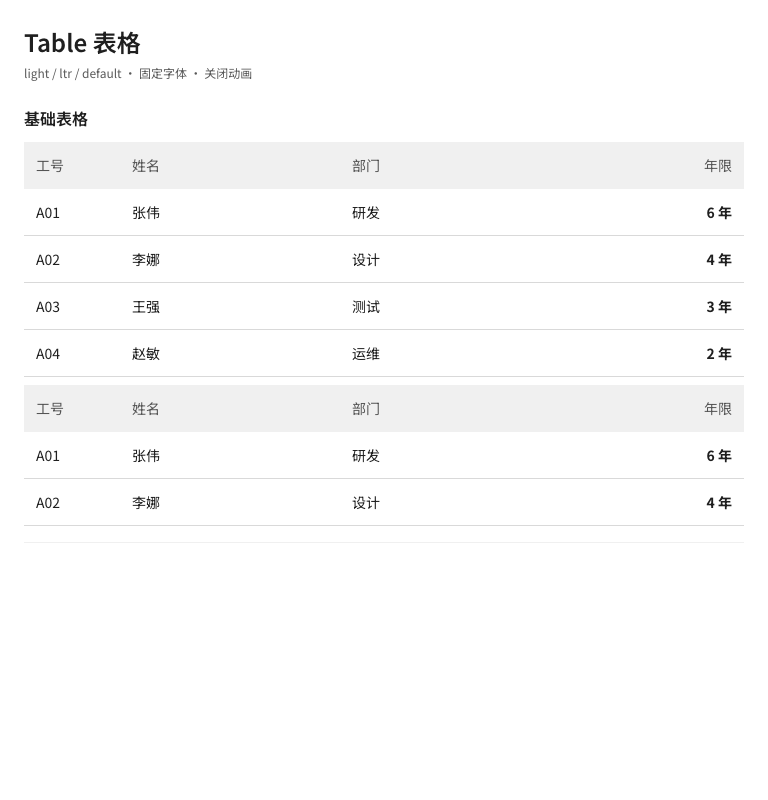 Table 表格
light / ltr / default ・ 固定字体 ・ 关闭动画
基础表格
工号 姓名 部门 年限
A01 张伟 研发 6 年
A02 李娜 设计 4 年
A03 王强 测试 3 年
A04 赵敏 运维 2 年
工号 姓名 部门 年限
A01 张伟 研发 6 年
A02 李娜 设计 4 年